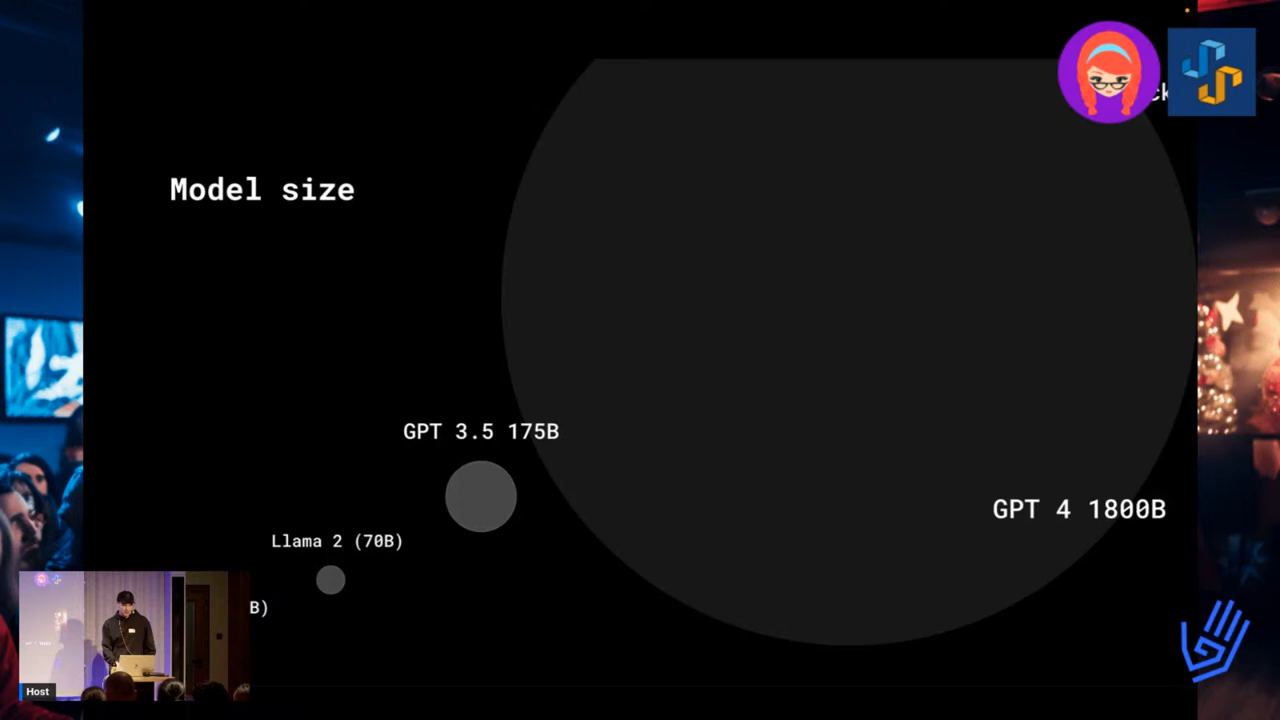 Model size
GPT 3.5 175B
GPT 4 1800B
Llama 2 (70B)
B)
Host